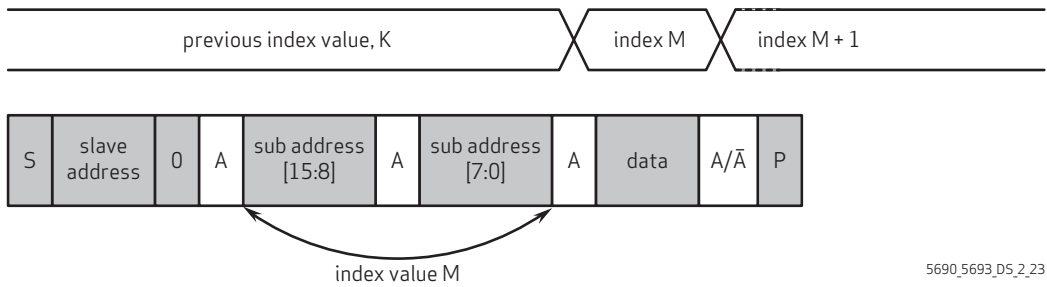 previous index value, K
index M
index M + 1
S
slave
address
0
A
sub address
[15:8]
A
sub address
[7:0]
A
data
A/Ā
P
index value M
5690_5693_DS_2_23